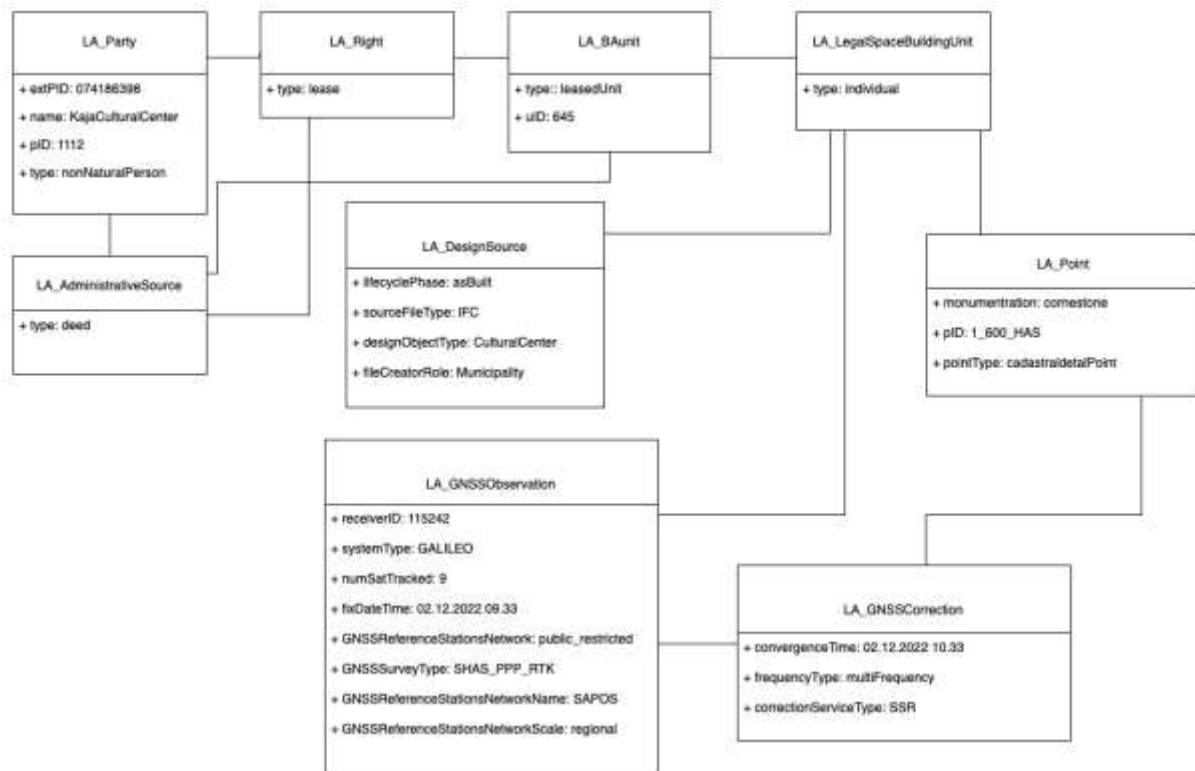 LA_Party
+ extPID: 074186398
+ name: KajaCulturalCenter
+ pID: 1112
+ type: nonNaturalPerson
LA_Right
+ type: lease
LA_BAunit
+ type:: leasedUnit
+ uID: 645
LA_LegalSpaceBuildingUnit
+ type: individual
LA_AdministrativeSource
+ type: deed
LA_DesignSource
+ lifecyclePhase: asBuilt
+ sourceFileType: IFC
+ designObjectType: CulturalCenter
+ fileCreatorRole: Municipality
LA_Point
+ monumentration: cornestone
+ pID: 1_600_HAS
+ pointType: cadastraldetalPoint
LA_GNSSObservation
+ receiverID: 115242
+ systemType: GALILEO
+ numSatTracked: 9
+ fixDateTime: 02.12.2022 09.33
+ GNSSReferenceStationsNetwork: public_restricted
+ GNSSSurveyType: SHAS_PPP_RTK
+ GNSSReferenceStationsNetworkName: SAPOS
+ GNSSReferenceStationsNetworkScale: regional
LA_GNSSCorrection
+ convergenceTime: 02.12.2022 10.33
+ frequencyType: multiFrequency
+ correctionServiceType: SSR